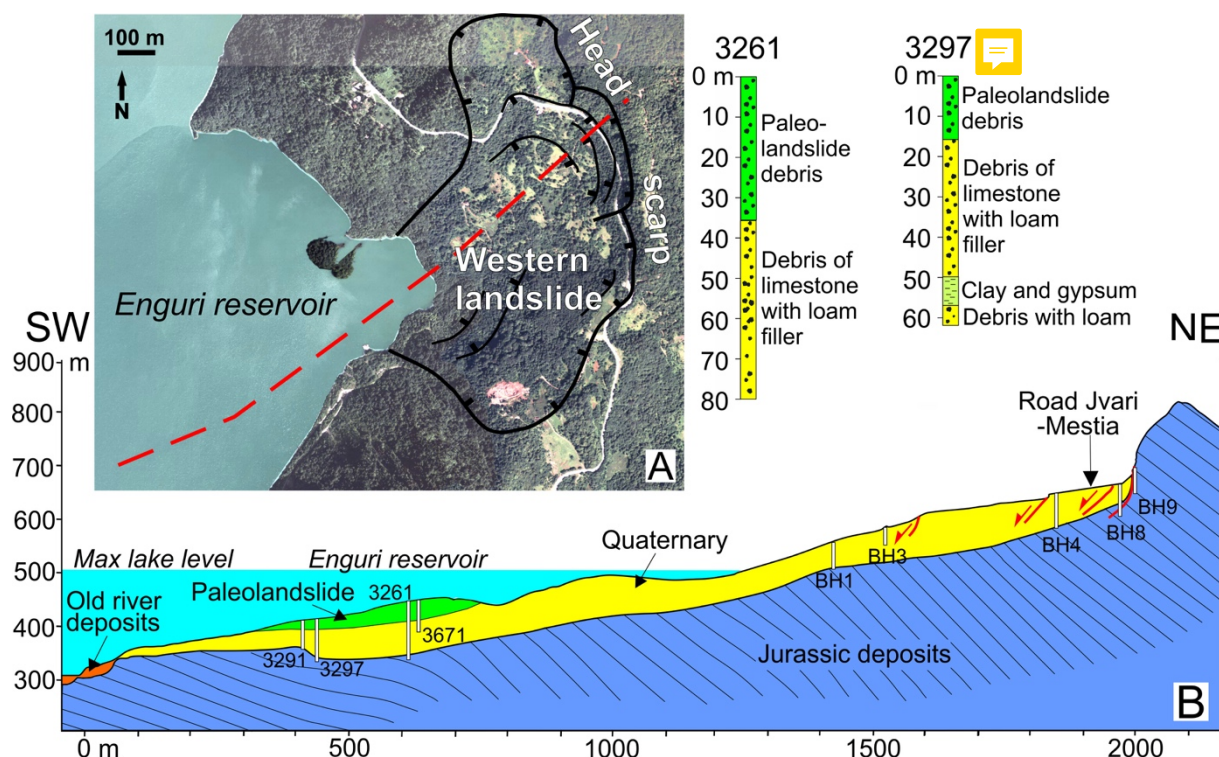 100 m
N
Head
scarp
Western
landslide
Enguri reservoir
A
3261
0 m
10
20
30
40
50
60
70
80
Paleo-
landslide
debris
Debris of
limestone
with loam
filler
3297
0 m
10
20
30
40
50
60
Paleolandslide
debris
Debris of
limestone
with loam
filler
Clay and gypsum
Debris with loam
SW
NE
900 m
800
700
600
500
400
300
Max lake level
Enguri reservoir
Old river
deposits
Paleolandslide
3261
3671
3291
3297
Quaternary
Road Jvari
-Mestia
BH1
BH3
BH4
BH8
BH9
Jurassic deposits
B
0 m
500
1000
1500
2000